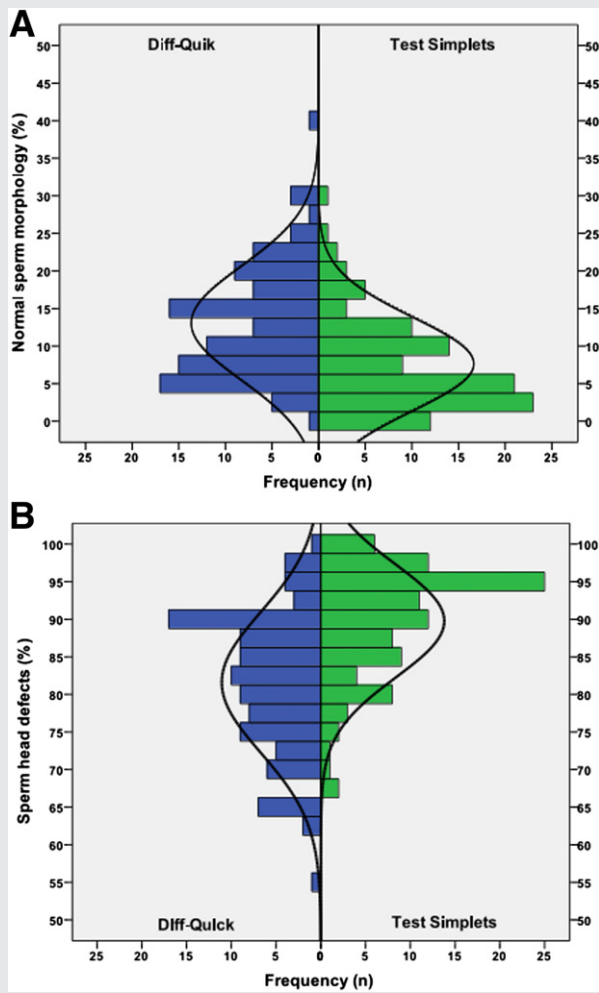 A
Diff-Quik Test Simplets
50 50
45 45
40 40
35 35
30 30
25 25
20 20
15 15
10 10
5 5
0 0
Normal sperm morphology (%)
25 20 15 10 5 0 5 10 15 20 25
Frequency (n)
B
100 100
95 95
90 90
85 85
80 80
75 75
70 70
65 65
60 60
55 55
50 50
Sperm head defects (%)
DIff-QuIck Test Simplets
25 20 15 10 5 0 5 10 15 20 25
Frequency (n)